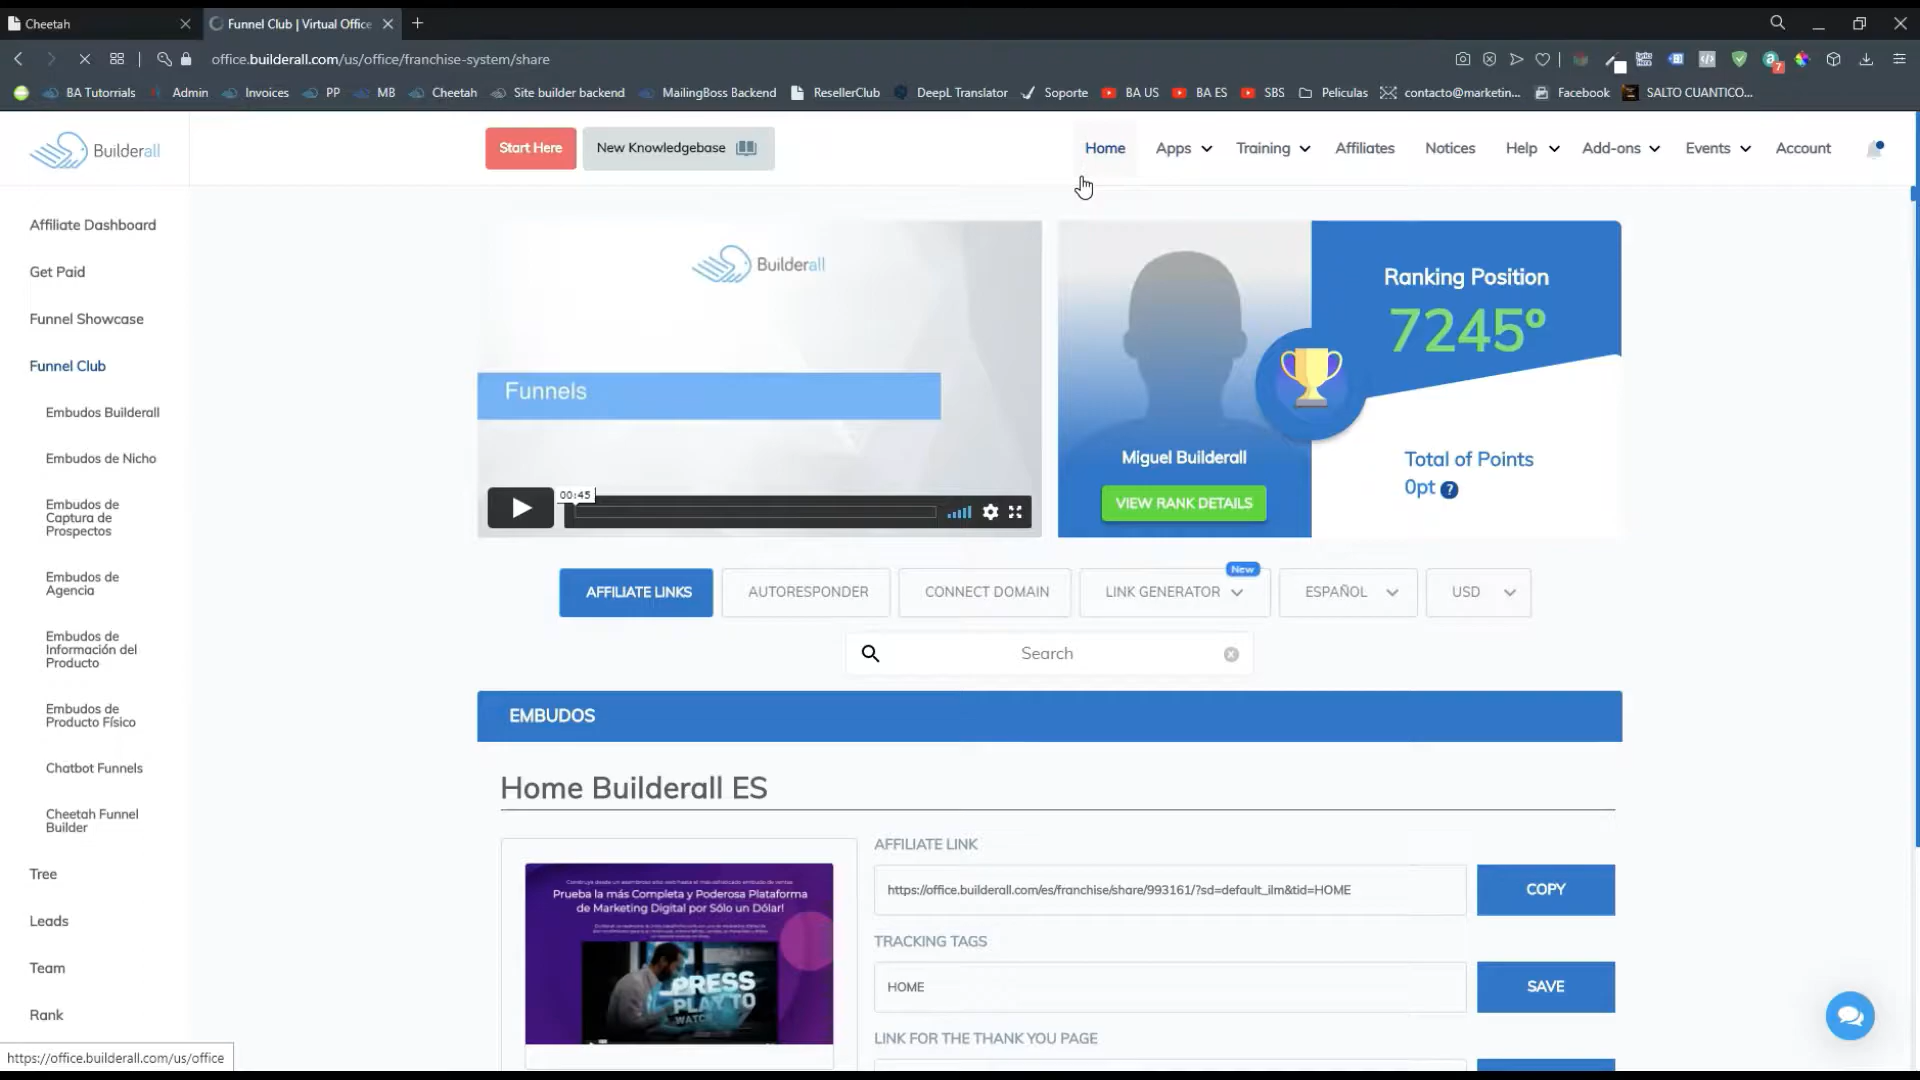 Cheetah
Funnel Club | Virtual Office
office.builderall.com/us/office/franchise-system/share
7
BA Tutorrials
Admin
Invoices
PP
MB
Cheetah
Site builder backend
MailingBoss Backend
ResellerClub
DeepL Translator
Soporte
BA US
BA ES
SBS
Peliculas
contacto@marketin...
Facebook
SALTO CUANTICO...
Builderall
Start Here
New Knowledgebase
Home
Apps
Training
Affiliates
Notices
Help
Add-ons
Events
Account
Affiliate Dashboard
Get Paid
Funnel Showcase
Funnel Club
Embudos Builderall
Embudos de Nicho
Embudos de
Captura de
Prospectos
Embudos de
Agencia
Embudos de
Información del
Producto
Embudos de
Producto Físico
Chatbot Funnels
Cheetah Funnel
Builder
Tree
Leads
Team
Rank
https://office.builderall.com/us/office
Builderall
Funnels
00:45
Ranking Position
7245º
Miguel Builderall
VIEW RANK DETAILS
Total of Points
0pt ?
AFFILIATE LINKS
AUTORESPONDER
CONNECT DOMAIN
LINK GENERATOR
New
ESPAÑOL
USD
Search
EMBUDOS
Home Builderall ES
Prueba la más Completa y Poderosa Plataforma
de Marketing Digital por Sólo un Dólar!
PRESS
PLAY TO
WATCH
AFFILIATE LINK
https://office.builderall.com/es/franchise/share/993161/?sd=default_ilm&tid=HOME
COPY
TRACKING TAGS
HOME
SAVE
LINK FOR THE THANK YOU PAGE